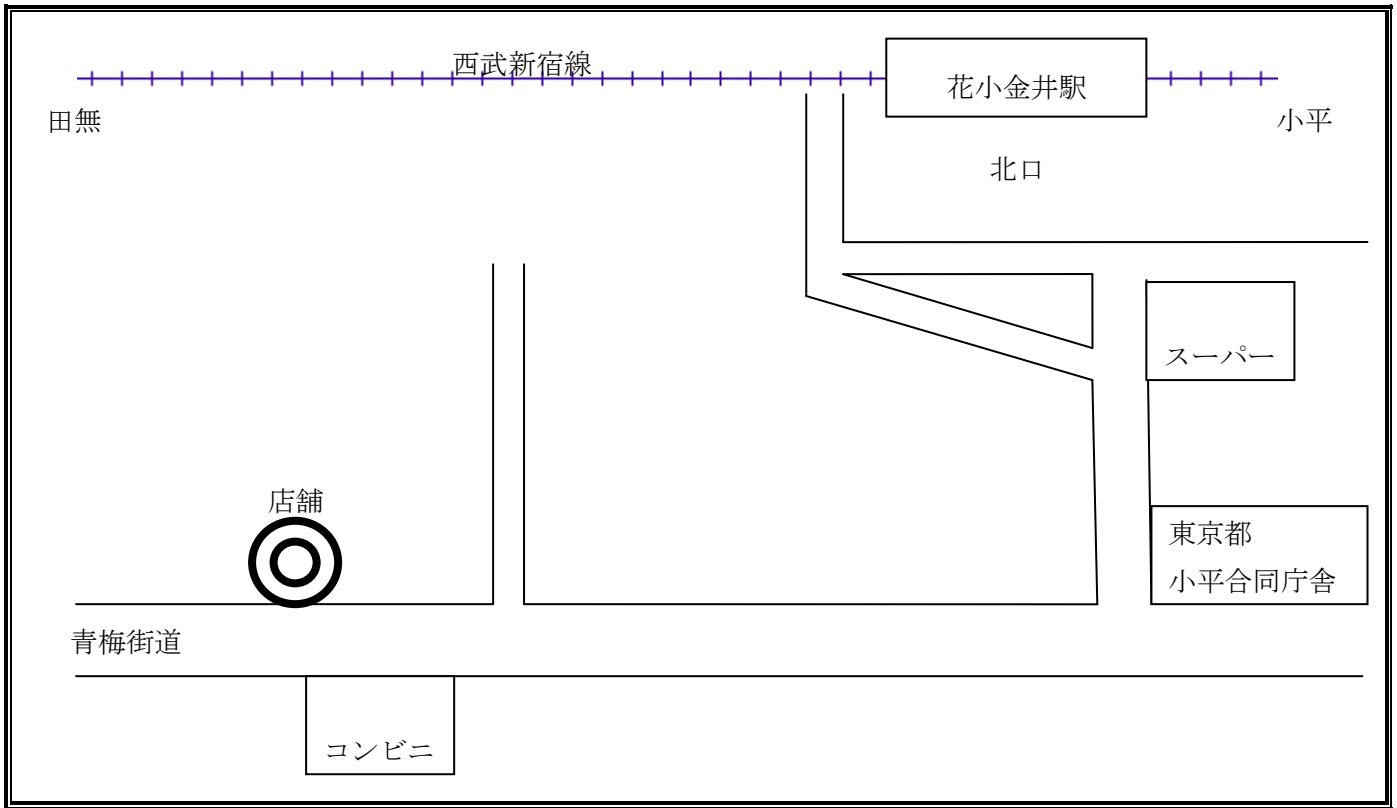 西武新宿線
花小金井駅
田無
小平
北口
スーパー
店舗
東京都
小平合同庁舎
青梅街道
コンビニ